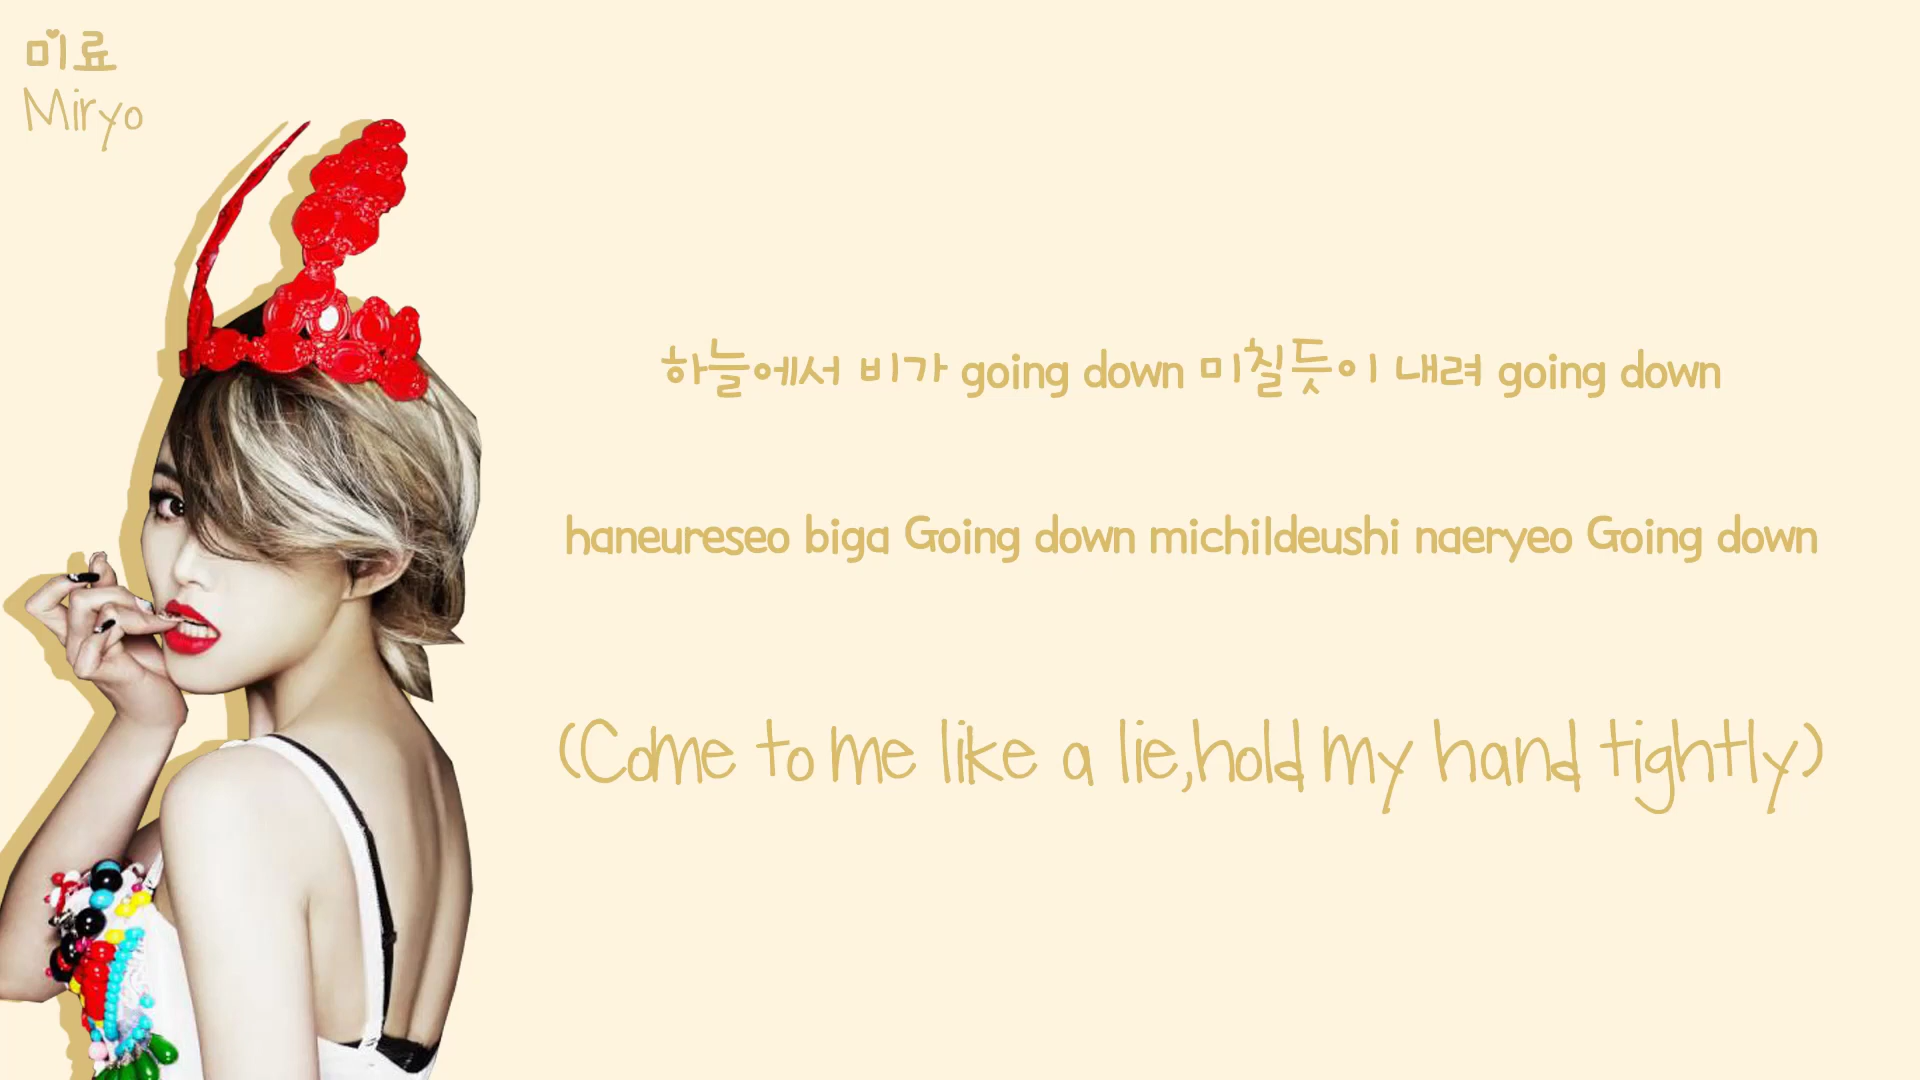 미료
Miryo
하늘에서 비가 going down 미칠듯이 내려 going down
haneureseo biga Going down michildeushi naeryeo Going down
(Come to me like a lie,hold my hand tightly)